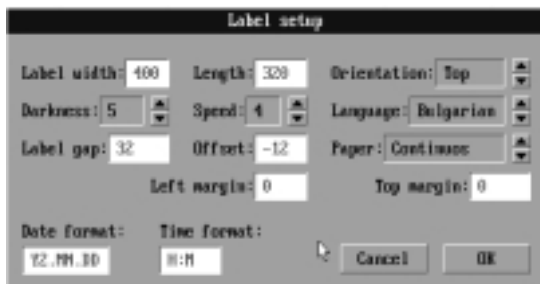 Label setup
Label width: 400 Length: 320 Orientation: Top
Darkness: 5 Speed: 4 Language: Bulgarian
Label gap: 32 Offset: -12 Paper: Continuos
Left margin: 0 Top margin: 0
Date format: Time format:
YZ.MM.DD H:M
Cancel OK